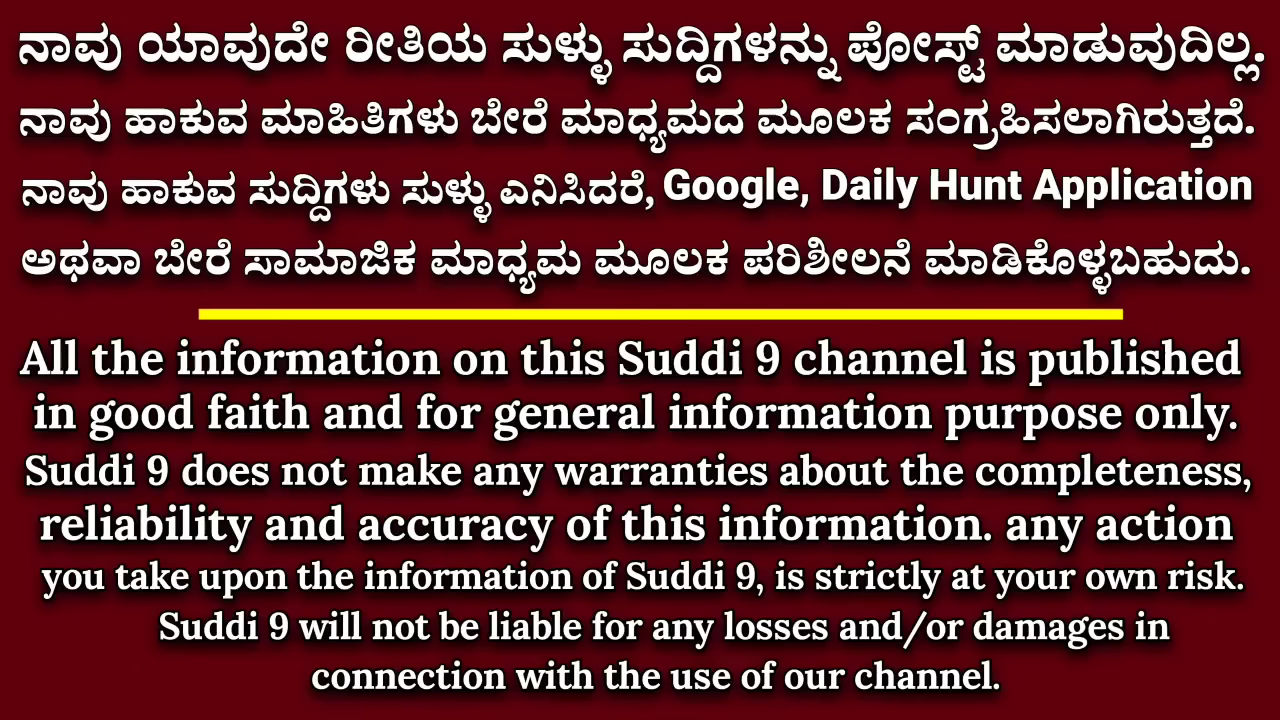 ನಾವು ಯಾವುದೇ ರೀತಿಯ ಸುಳ್ಳು ಸುದ್ದಿಗಳನ್ನು ಪೋಸ್ಟ್ ಮಾಡುವುದಿಲ್ಲ.
ನಾವು ಹಾಕುವ ಮಾಹಿತಿಗಳು ಬೇರೆ ಮಾಧ್ಯಮದ ಮೂಲಕ ಸಂಗ್ರಹಿಸಲಾಗಿರುತ್ತದೆ.
ನಾವು ಹಾಕುವ ಸುದ್ದಿಗಳು ಸುಳ್ಳು ಎನಿಸಿದರೆ, Google, Daily Hunt Application
ಅಥವಾ ಬೇರೆ ಸಾಮಾಜಿಕ ಮಾಧ್ಯಮ ಮೂಲಕ ಪರಿಶೀಲನೆ ಮಾಡಿಕೊಳ್ಳಬಹುದು.
All the information on this Suddi 9 channel is published
in good faith and for general information purpose only.
Suddi 9 does not make any warranties about the completeness,
reliability and accuracy of this information. any action
you take upon the information of Suddi 9, is strictly at your own risk.
Suddi 9 will not be liable for any losses and/or damages in
connection with the use of our channel.